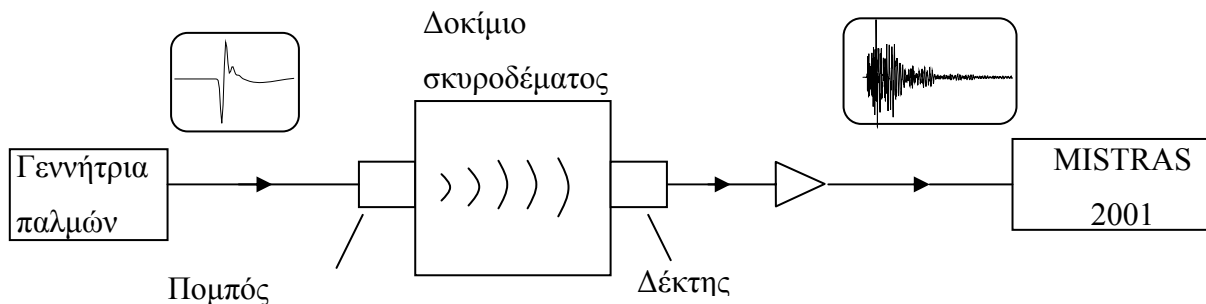 Δοκίμιο
σκυροδέματος
Γεννήτρια
παλμών
MISTRAS
2001
Πομπός
Δέκτης